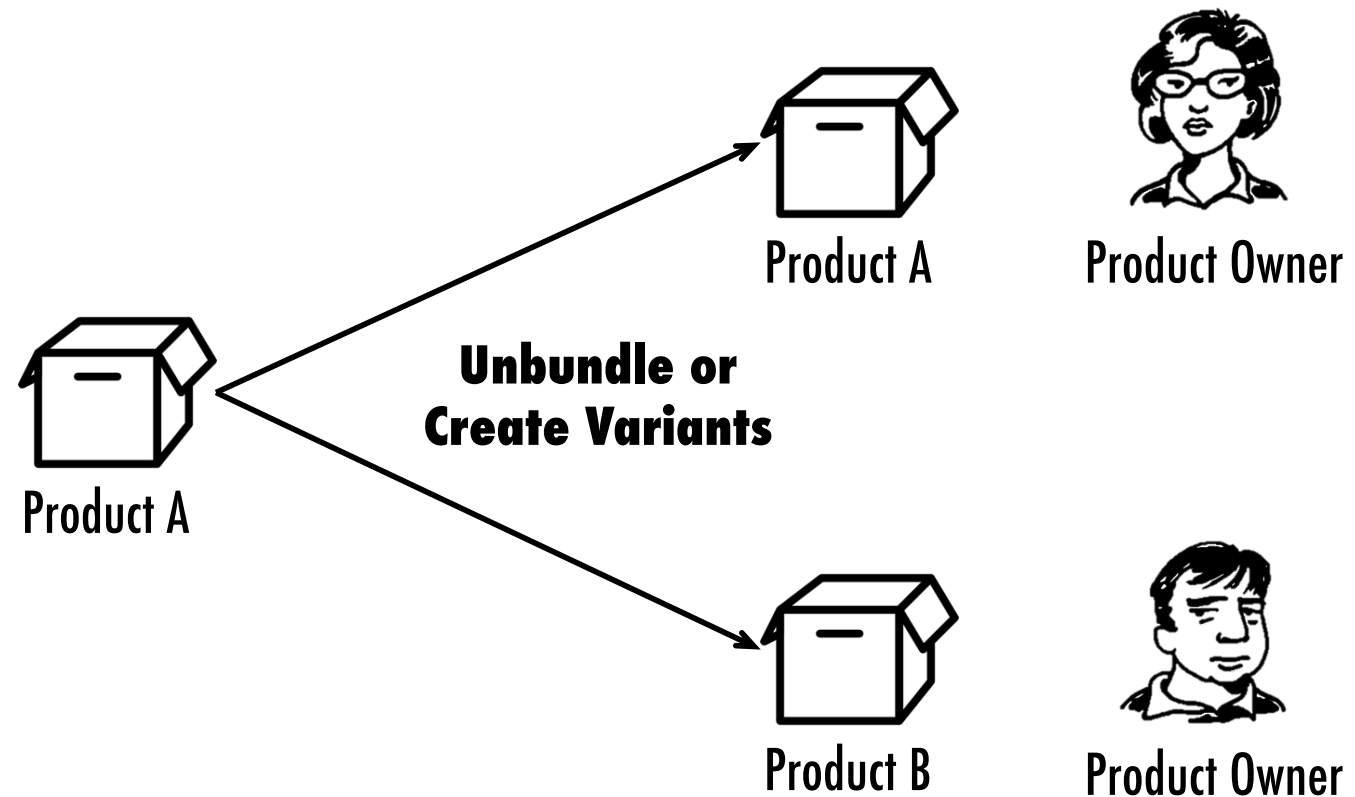 Product A
Product Owner
Unbundle or
Create Variants
Product A
Product B
Product Owner